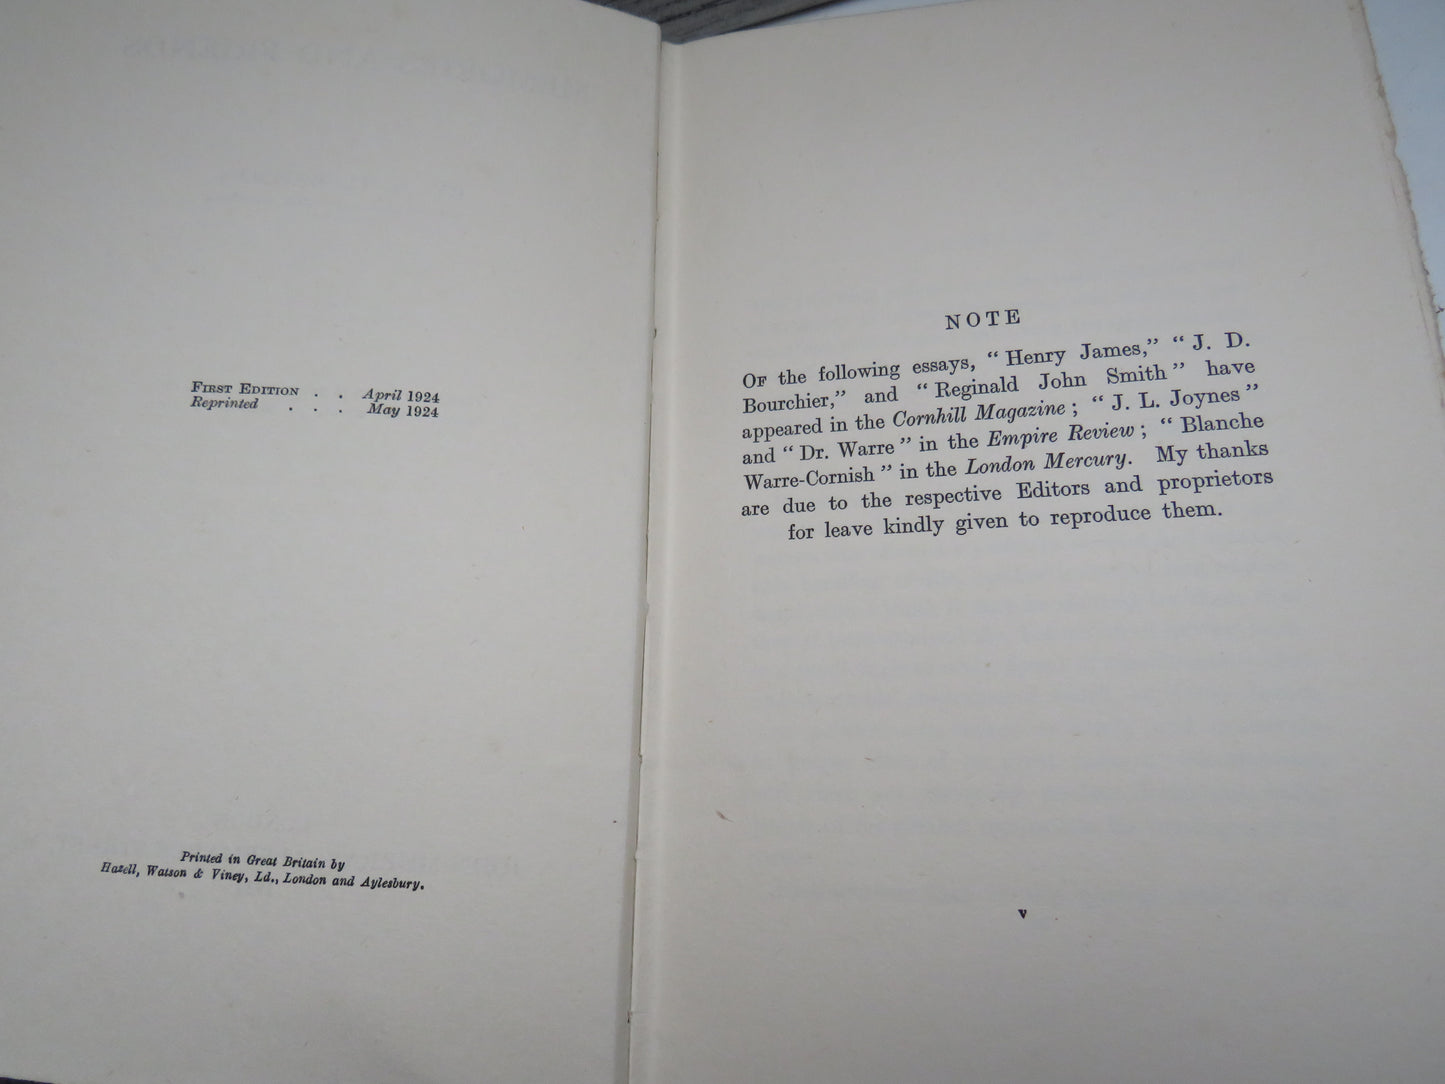 FIRST EDITION . . April 1924
Reprinted . . . May 1924
Printed in Great Britain by
Hazell, Watson & Viney, Ld., London and Aylesbury.
NOTE
OF the following essays, “ Henry James,” “ J. D.
Bourchier,” and “ Reginald John Smith ” have
appeared in the Cornhill Magazine ; “ J. L. Joynes ”
and “ Dr. Warre ” in the Empire Review ; “ Blanche
Warre-Cornish ” in the London Mercury. My thanks
are due to the respective Editors and proprietors
for leave kindly given to reproduce them.
v